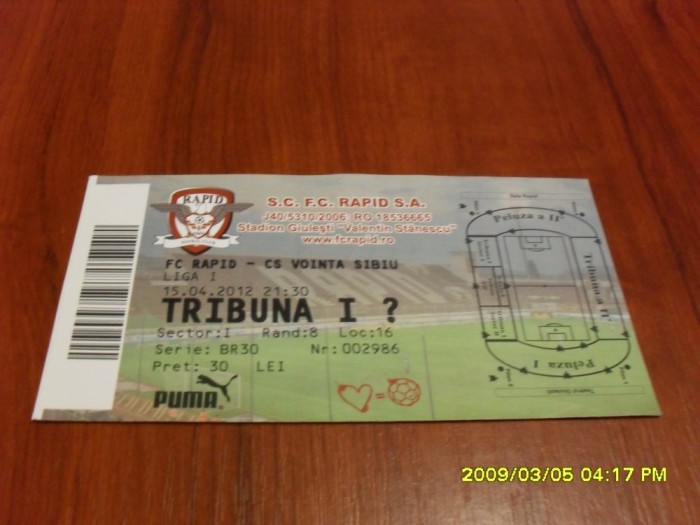 RAPID
S.C. F.C. RAPID S.A.
J40/5310/2006 RO 18536665
Stadion Giuleşti "Valentin Stănescu"
www.fcrapid.ro
FC RAPID - CS VOINTA SIBIU
LIGA I
15.04.2012 21:30
TRIBUNA I ?
Sector:I Rand:8 Loc:16
Serie: BR30 Nr:002986
Pret: 30 LEI
PUMA
Peluza a II
Tribuna a II
Peluza I
2009/03/05 04:17 PM